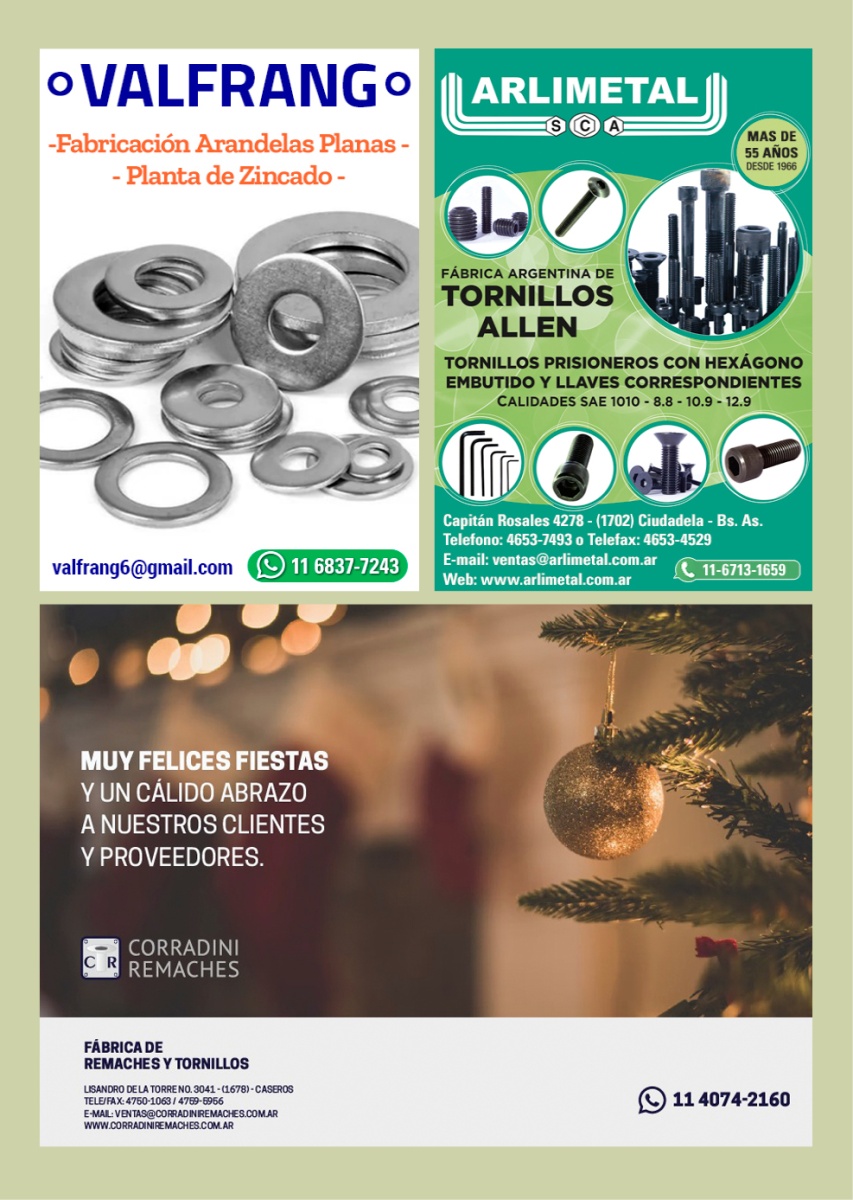 VALFRANG
-Fabricación Arandelas Planas -
- Planta de Zincado -
valfrang6@gmail.com
11 6837-7243
ARLIMETAL
S C A
MAS DE
55 AÑOS
DESDE 1966
FÁBRICA ARGENTINA DE
TORNILLOS
ALLEN
TORNILLOS PRISIONEROS CON HEXÁGONO
EMBUTIDO Y LLAVES CORRESPONDIENTES
CALIDADES SAE 1010 - 8.8 - 10.9 - 12.9
Capitán Rosales 4278 - (1702) Ciudadela - Bs. As.
Telefono: 4653-7493 o Telefax: 4653-4529
E-mail: ventas@arlimetal.com.ar
Web: www.arlimetal.com.ar
11-6713-1659
MUY FELICES FIESTAS
Y UN CÁLIDO ABRAZO
A NUESTROS CLIENTES
Y PROVEEDORES.
C R
CORRADINI
REMACHES
FÁBRICA DE
REMACHES Y TORNILLOS
LISANDRO DE LA TORRE NO. 3041 - (1678) - CASEROS
TELE/FAX: 4750-1063 / 4759-5956
E-MAIL: VENTAS@CORRADINIREMACHES.COM.AR
WWW.CORRADINIREMACHES.COM.AR
11 4074-2160